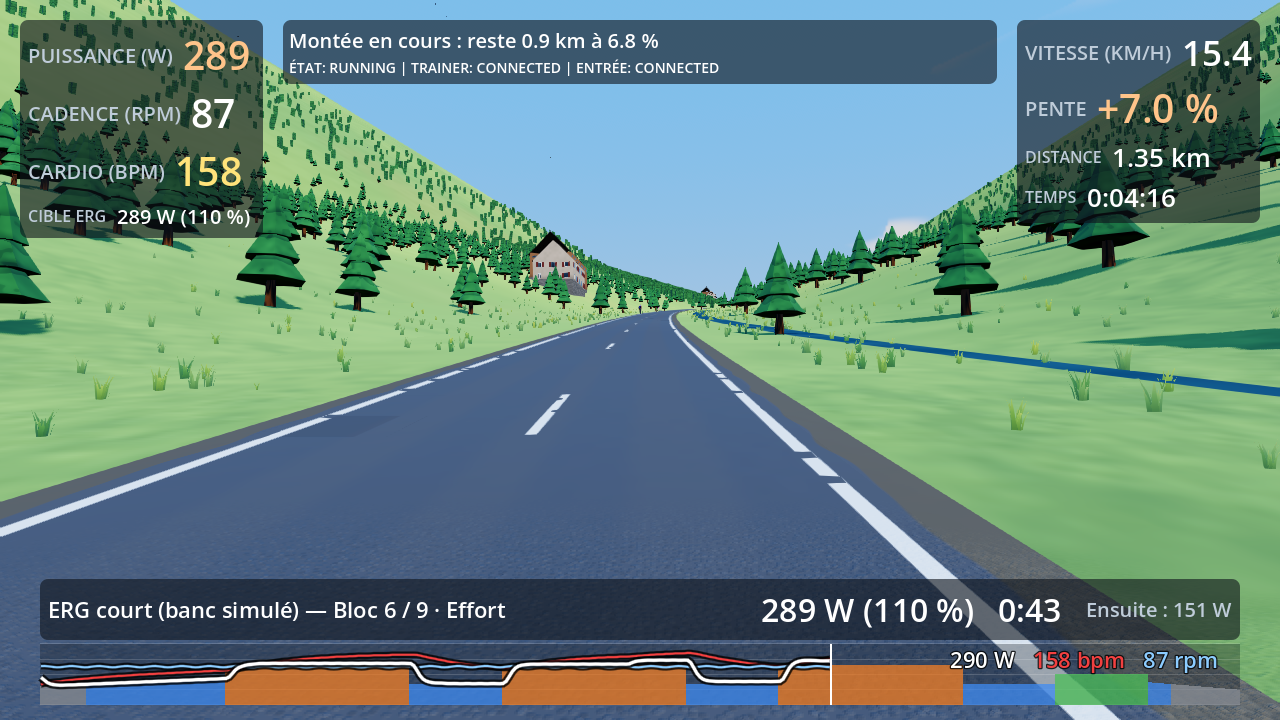 PUISSANCE (W) 289
CADENCE (RPM) 87
CARDIO (BPM) 158
CIBLE ERG 289 W (110 %)
Montée en cours : reste 0.9 km à 6.8 %
ÉTAT: RUNNING | TRAINER: CONNECTED | ENTRÉE: CONNECTED
VITESSE (KM/H) 15.4
PENTE +7.0 %
DISTANCE 1.35 km
TEMPS 0:04:16
ERG court (banc simulé) — Bloc 6 / 9 · Effort 289 W (110 %) 0:43 Ensuite : 151 W
290 W 158 bpm 87 rpm